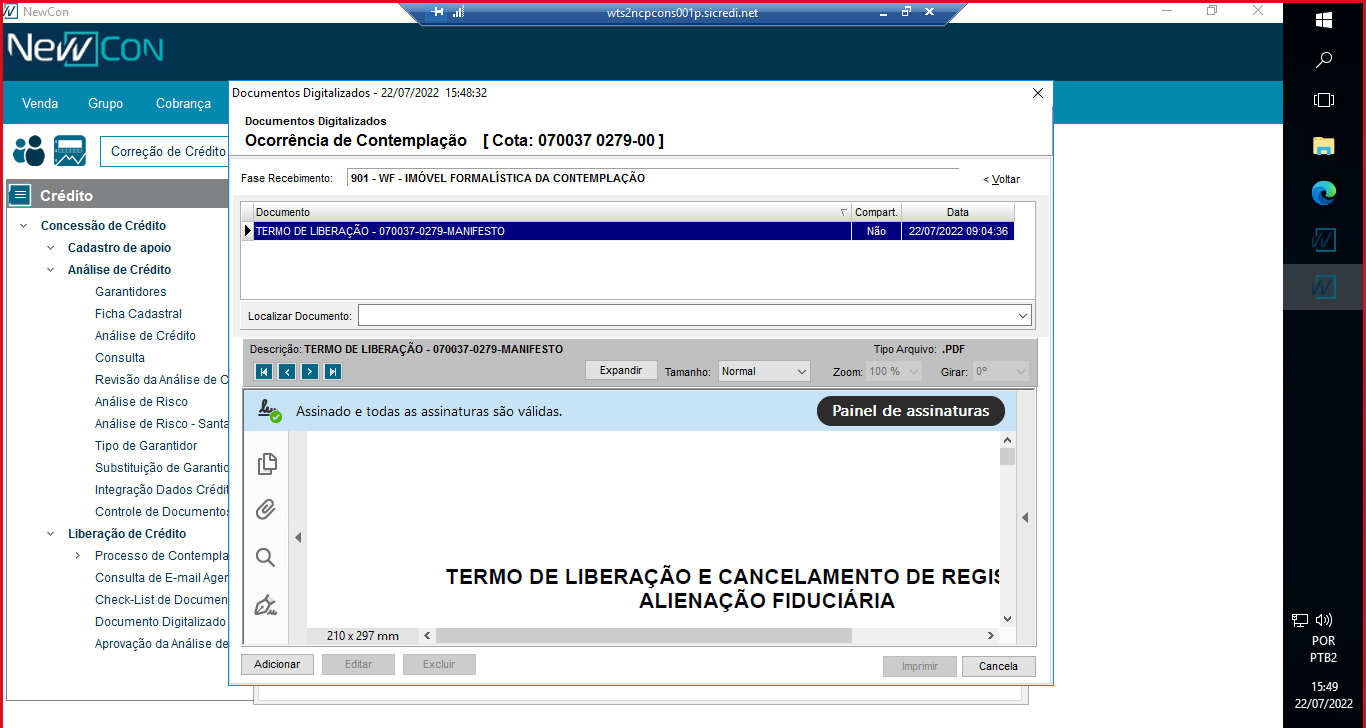 NewCon
wts2ncpcons001p.sicredi.net
NewCon
Venda Grupo Cobrança
Correção de Crédito
Crédito
Concessão de Crédito
Cadastro de apoio
Análise de Crédito
Garantidores
Ficha Cadastral
Análise de Crédito
Consulta
Revisão da Análise de C
Análise de Risco
Análise de Risco - Santa
Tipo de Garantidor
Substituição de Garantid
Integração Dados Crédit
Controle de Documentos
Liberação de Crédito
Processo de Contempla
Consulta de E-mail Agen
Check-List de Documen
Documento Digitalizado
Aprovação da Análise de
Documentos Digitalizados - 22/07/2022 15:48:32
Documentos Digitalizados
Ocorrência de Contemplação [ Cota: 070037 0279-00 ]
Fase Recebimento: 901 - WF - IMÓVEL FORMALÍSTICA DA CONTEMPLAÇÃO < Voltar
Documento Compart. Data
TERMO DE LIBERAÇÃO - 070037-0279-MANIFESTO Não 22/07/2022 09:04:36
Localizar Documento:
Descrição: TERMO DE LIBERAÇÃO - 070037-0279-MANIFESTO Tipo Arquivo: .PDF
Expandir Tamanho: Normal Zoom: 100 % Girar: 0º
Assinado e todas as assinaturas são válidas. Painel de assinaturas
TERMO DE LIBERAÇÃO E CANCELAMENTO DE REGIS
ALIENAÇÃO FIDUCIÁRIA
210 x 297 mm
Adicionar Editar Excluir Imprimir Cancela
POR
PTB2
15:49
22/07/2022